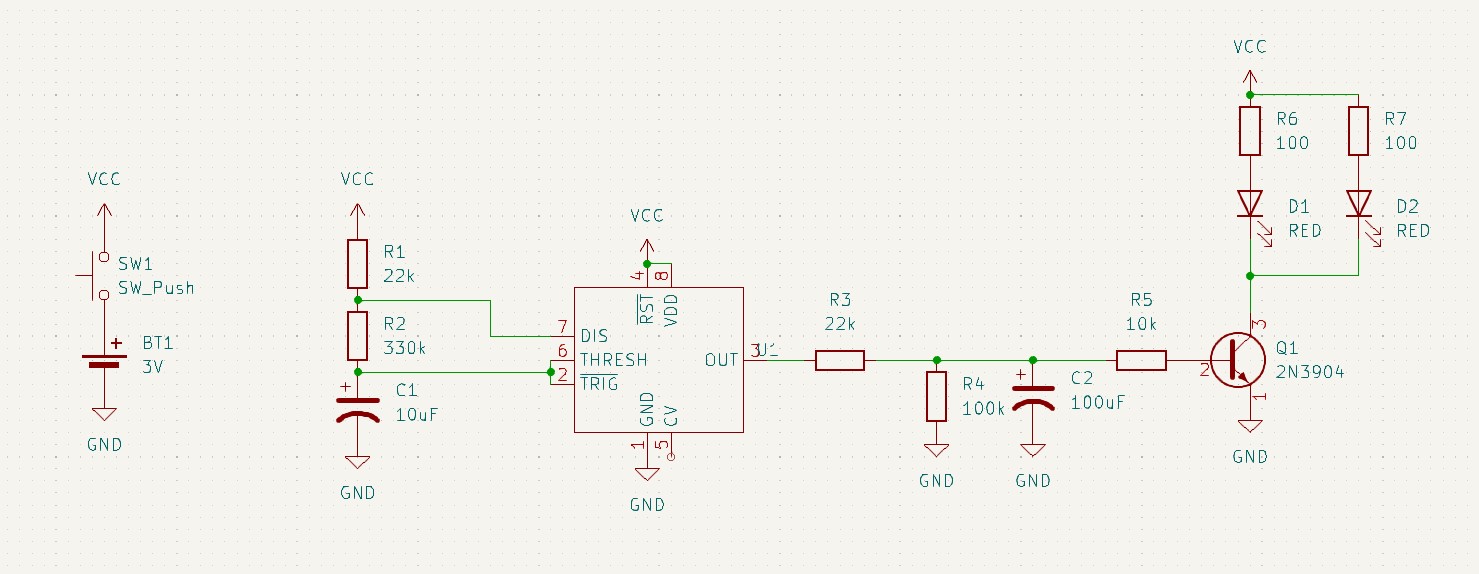 VCC
SW1
SW_Push
BT1
3V
GND
VCC
R1
22k
R2
330k
C1
10uF
GND
VCC
4
8
RST
VDD
7
DIS
6
THRESH
2
TRIG
OUT
3
U1
GND
CV
1
5
GND
R3
22k
R4
100k
GND
C2
100uF
GND
R5
10k
VCC
R6
100
R7
100
D1
RED
D2
RED
3
2
Q1
2N3904
1
GND